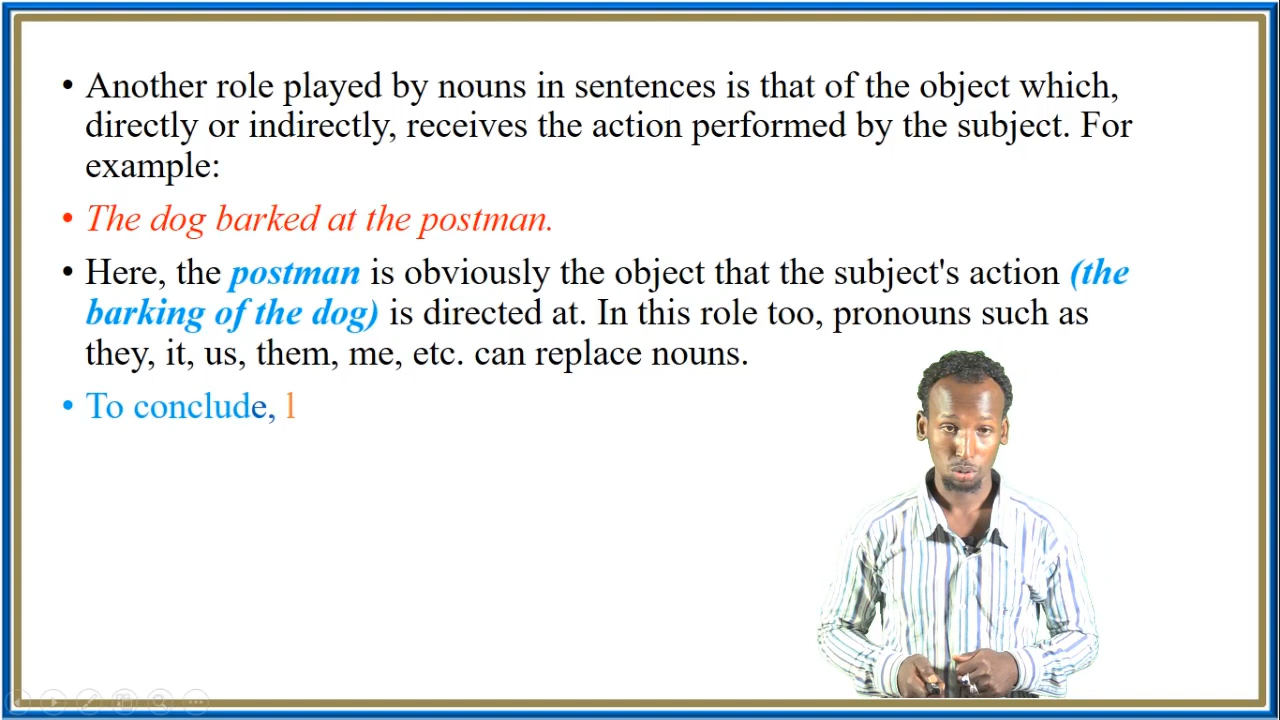 • Another role played by nouns in sentences is that of the object which,
directly or indirectly, receives the action performed by the subject. For
example:
• The dog barked at the postman.
• Here, the postman is obviously the object that the subject's action (the
barking of the dog) is directed at. In this role too, pronouns such as
they, it, us, them, me, etc. can replace nouns.
• To conclude, l